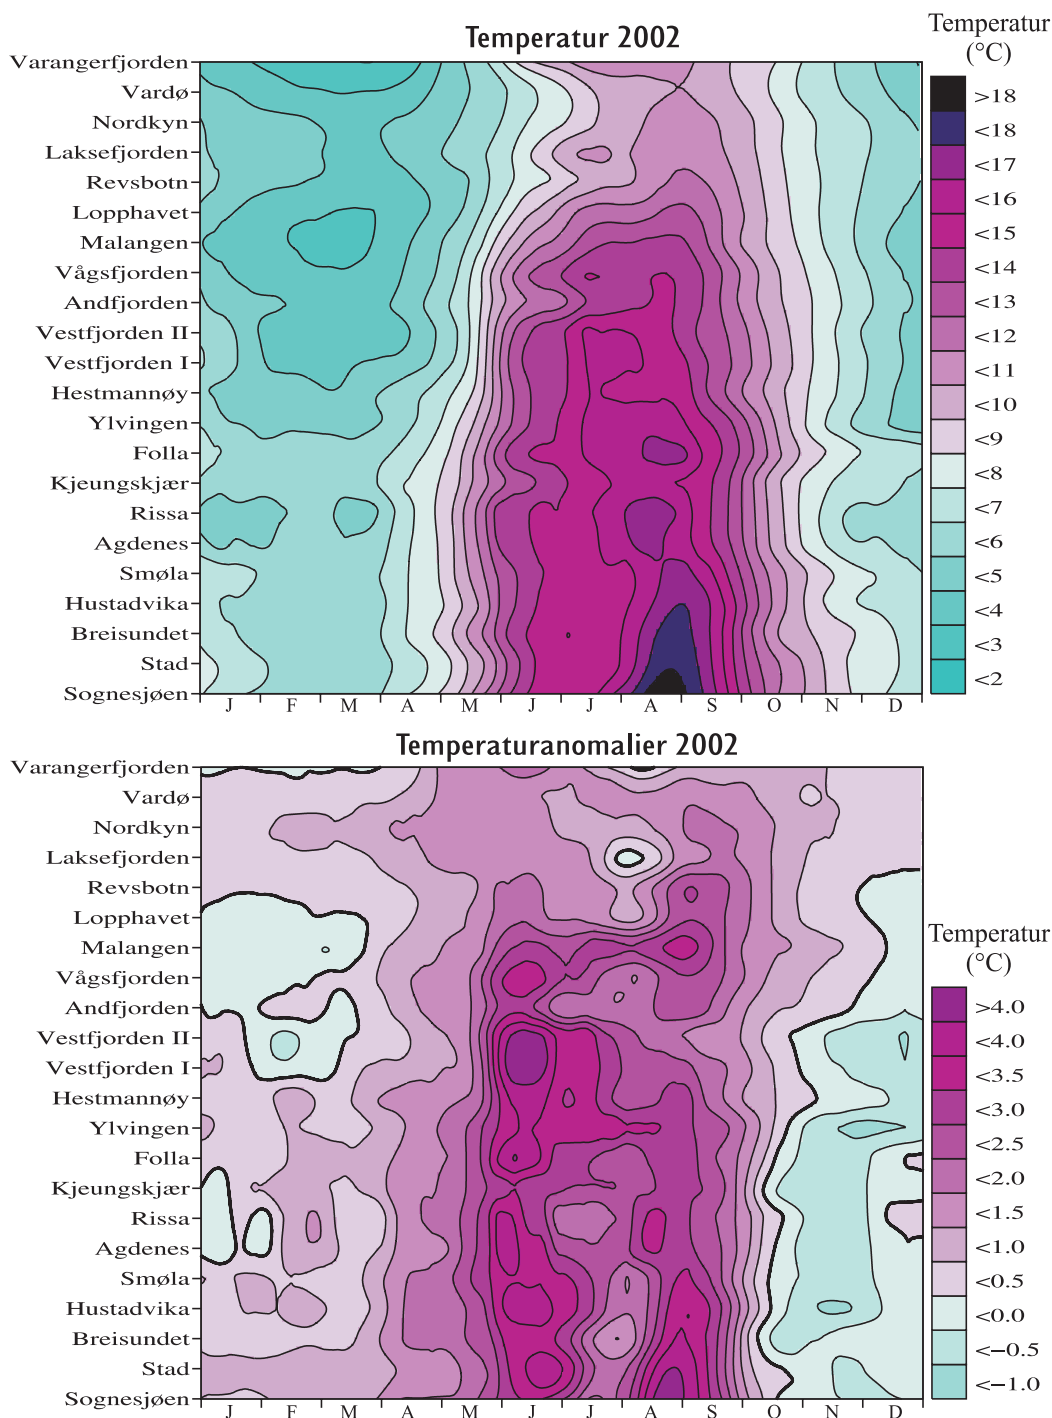 Temperatur 2002
Temperatur
(°C)
Varangerfjorden
Vardø
Nordkyn
Laksefjorden
Revsbotn
Lopphavet
Malangen
Vågsfjorden
Andfjorden
Vestfjorden II
Vestfjorden I
Hestmannøy
Ylvingen
Folla
Kjeungskjær
Rissa
Agdenes
Smøla
Hustadvika
Breisundet
Stad
Sognesjøen
J F M A M J J A S O N D
>18
<18
<17
<16
<15
<14
<13
<12
<11
<10
<9
<8
<7
<6
<5
<4
<3
<2
Temperaturanomalier 2002
Varangerfjorden
Vardø
Nordkyn
Laksefjorden
Revsbotn
Lopphavet
Malangen
Vågsfjorden
Andfjorden
Vestfjorden II
Vestfjorden I
Hestmannøy
Ylvingen
Folla
Kjeungskjær
Rissa
Agdenes
Smøla
Hustadvika
Breisundet
Stad
Sognesjøen
J F M A M J J A S O N D
Temperatur
(°C)
>4.0
<4.0
<3.5
<3.0
<2.5
<2.0
<1.5
<1.0
<0.5
<0.0
<−0.5
<−1.0